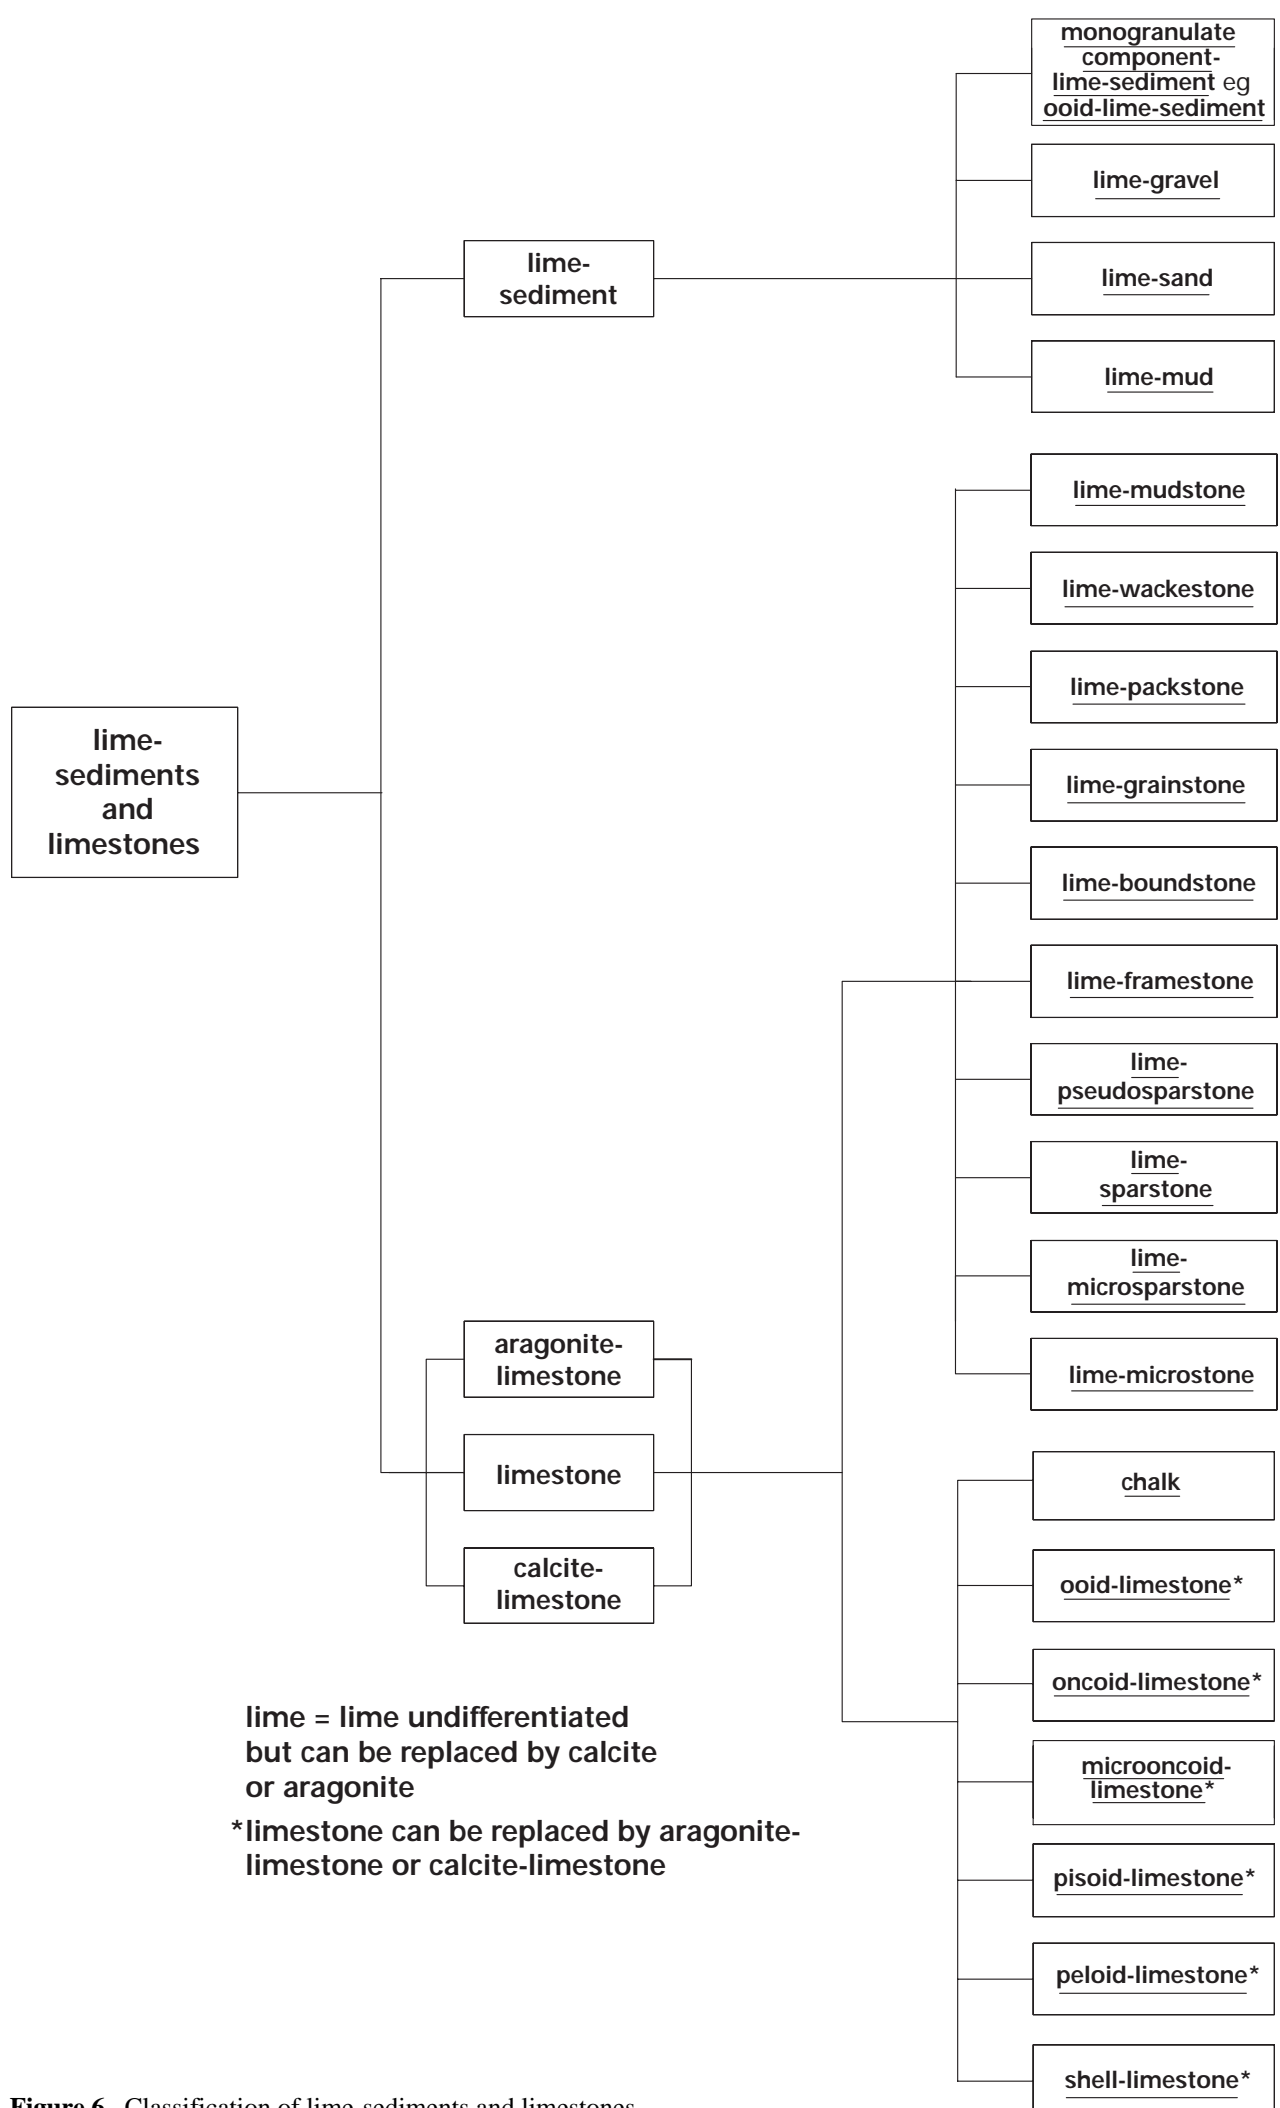 monogranulate
component-
lime-sediment eg
ooid-lime-sediment
lime-gravel
lime-
sediment
lime-sand
lime-mud
lime-mudstone
lime-wackestone
lime-packstone
lime-
sediments
and
limestones
lime-grainstone
lime-boundstone
lime-framestone
lime-
pseudosparstone
lime-
sparstone
lime-
microsparstone
aragonite-
limestone
lime-microstone
limestone
chalk
calcite-
limestone
ooid-limestone*
oncoid-limestone*
lime = lime undifferentiated
but can be replaced by calcite
or aragonite
microoncoid-
limestone*
*limestone can be replaced by aragonite-
limestone or calcite-limestone
pisoid-limestone*
peloid-limestone*
shell-limestone*
Figure 6 Classification of lime-sediments and limestones